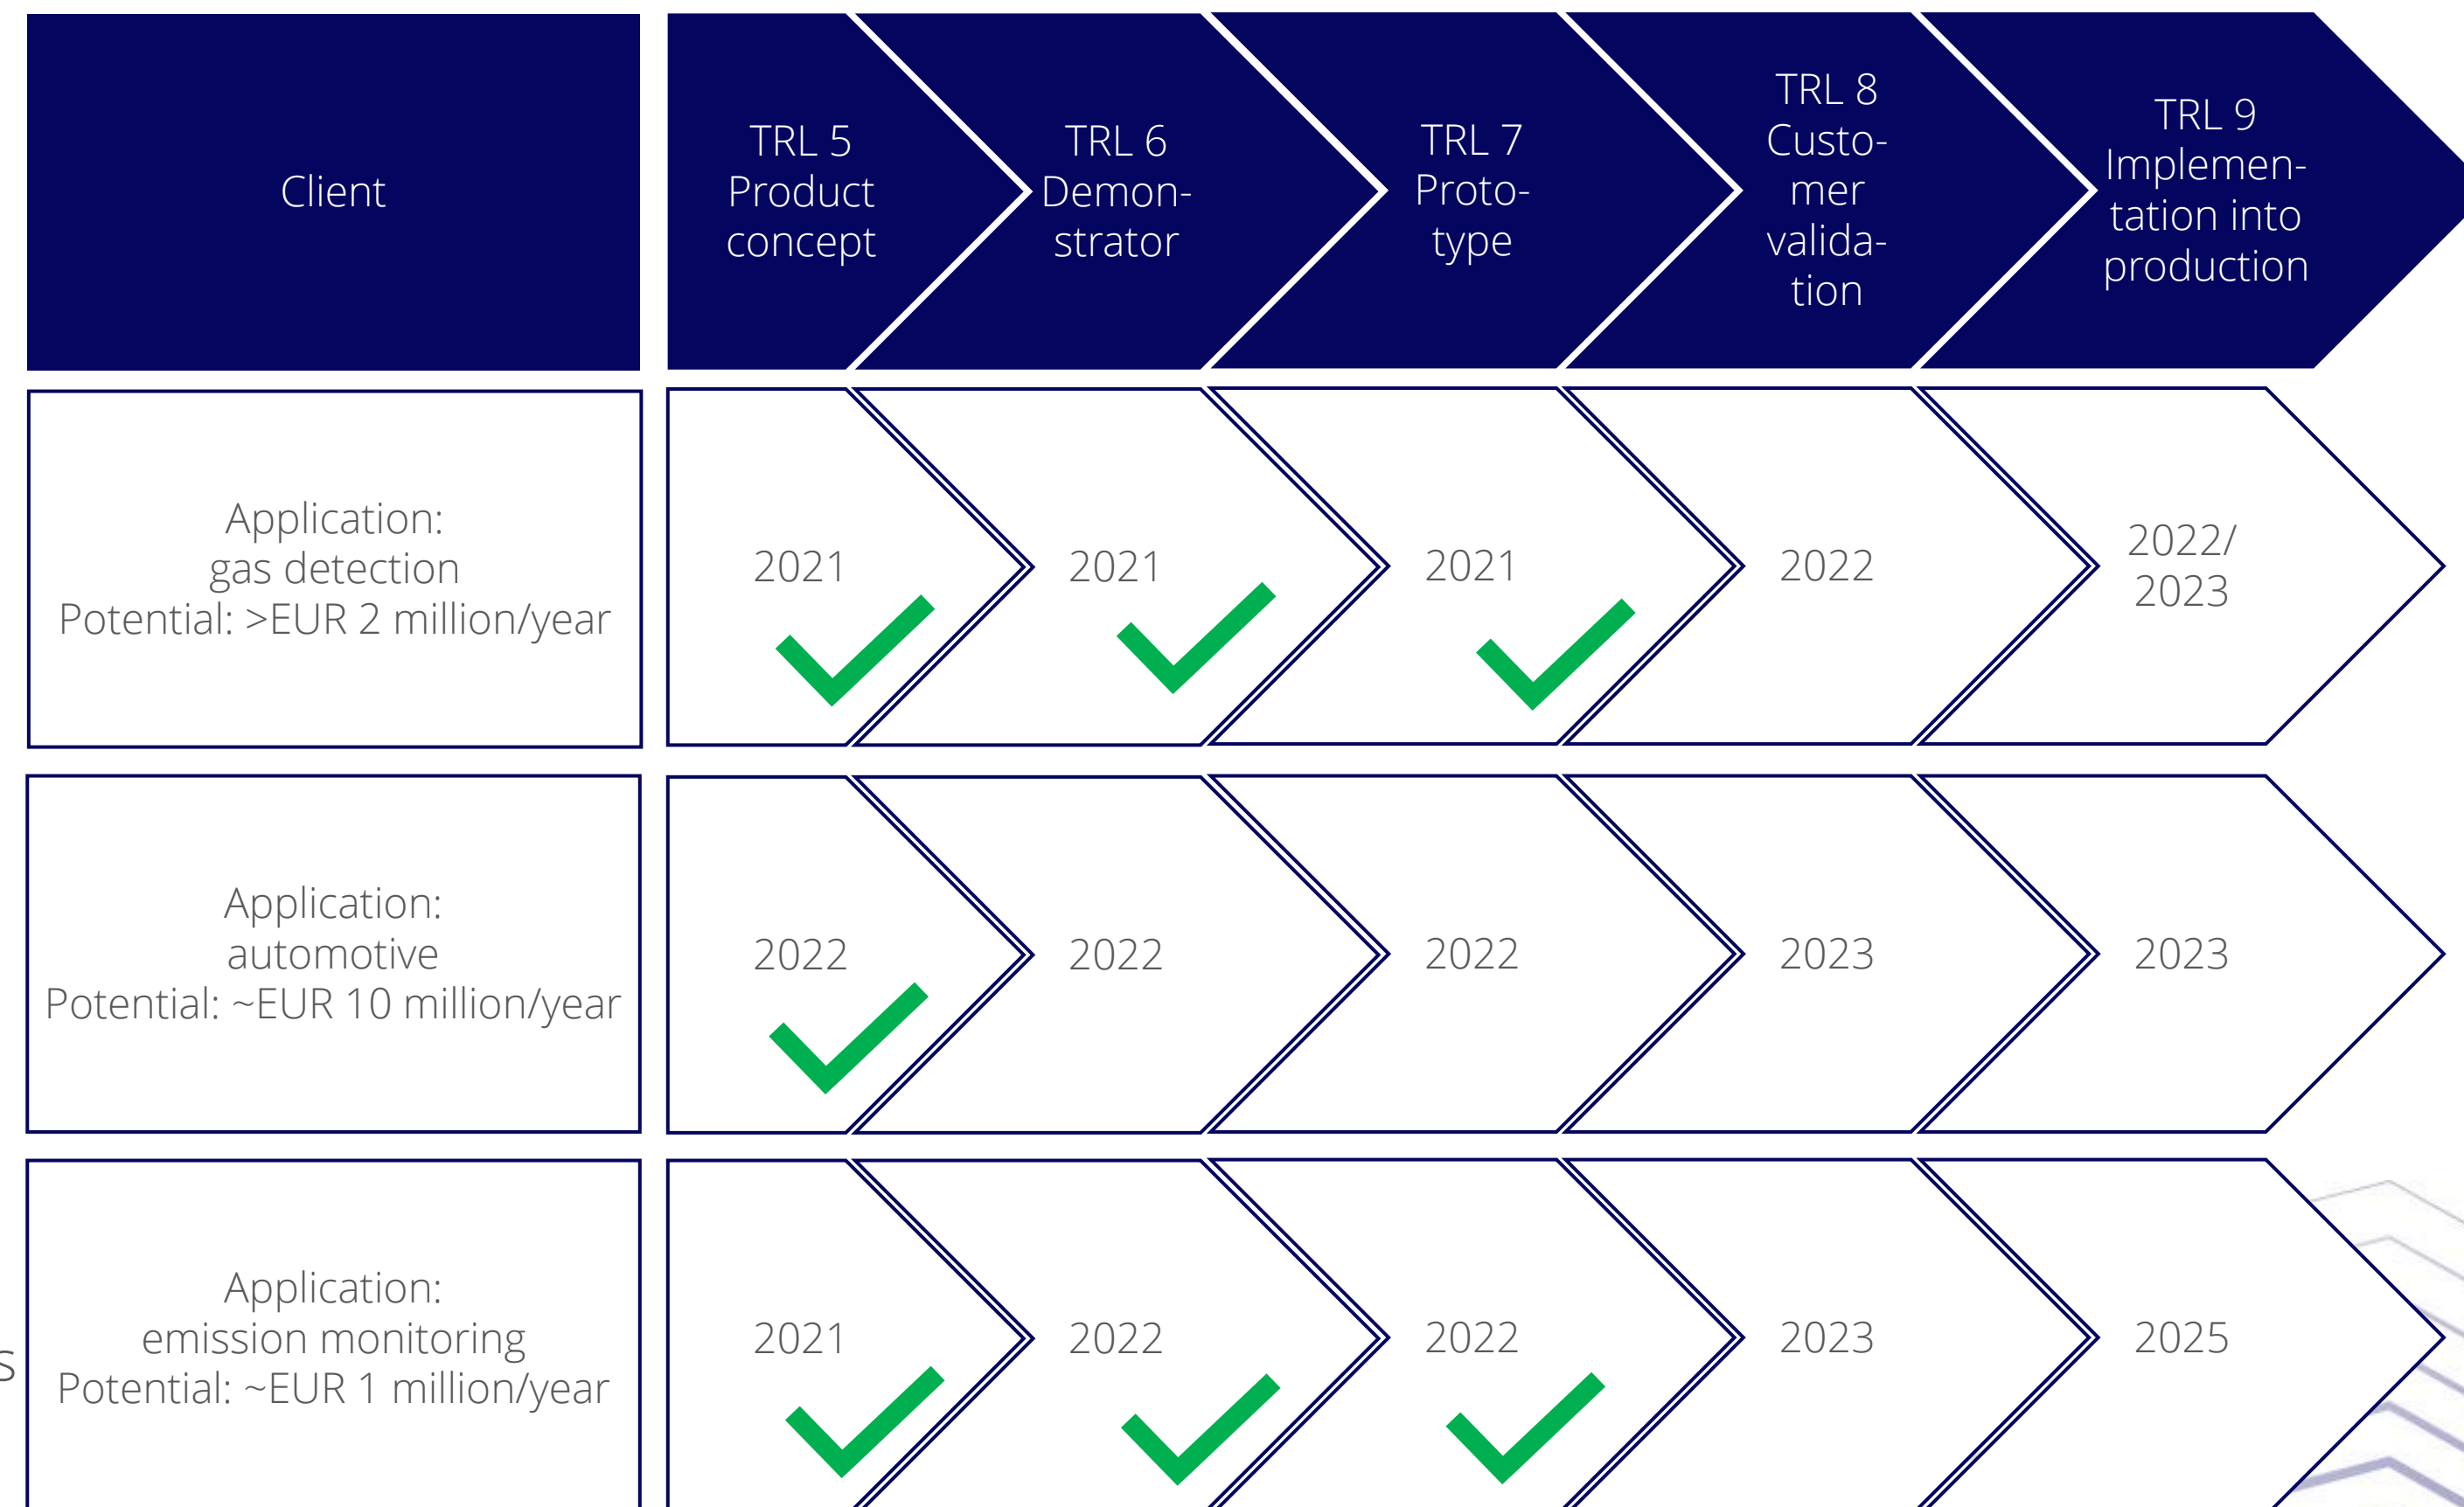 Client
TRL 5
Product
concept
TRL 6
Demon-
strator
TRL 7
Proto-
type
TRL 8
Custo-
mer
valida-
tion
TRL 9
Implemen-
tation into
production
Application:
gas detection
Potential: >EUR 2 million/year
2021
2021
2021
2022
2022/
2023
Application:
automotive
Potential: ~EUR 10 million/year
2022
2022
2022
2023
2023
s
Application:
emission monitoring
Potential: ~EUR 1 million/year
2021
2022
2022
2023
2025